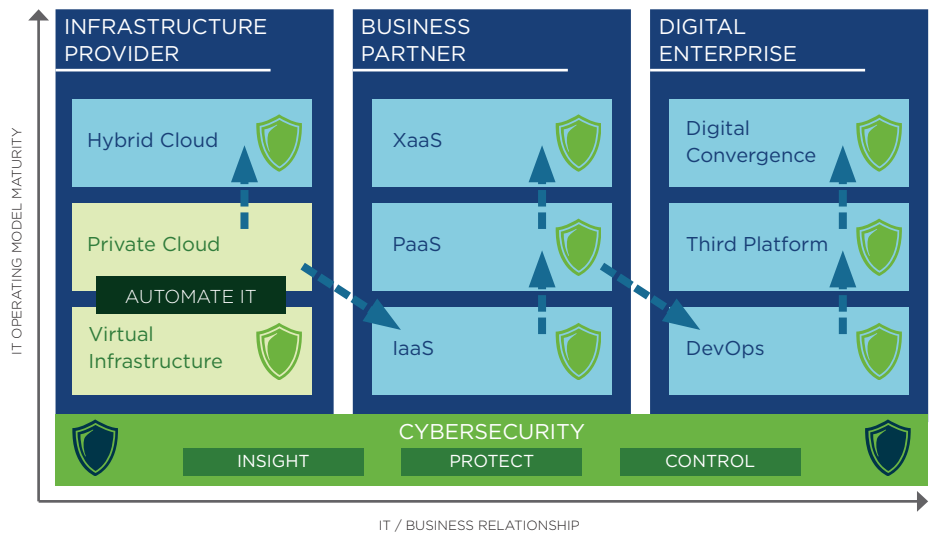 INFRASTRUCTURE
PROVIDER
Hybrid Cloud
Private Cloud
AUTOMATE IT
Virtual
Infrastructure
BUSINESS
PARTNER
XaaS
PaaS
IaaS
DIGITAL
ENTERPRISE
Digital
Convergence
Third Platform
DevOps
CYBERSECURITY
INSIGHT
PROTECT
CONTROL
IT OPERATING MODEL MATURITY
IT / BUSINESS RELATIONSHIP